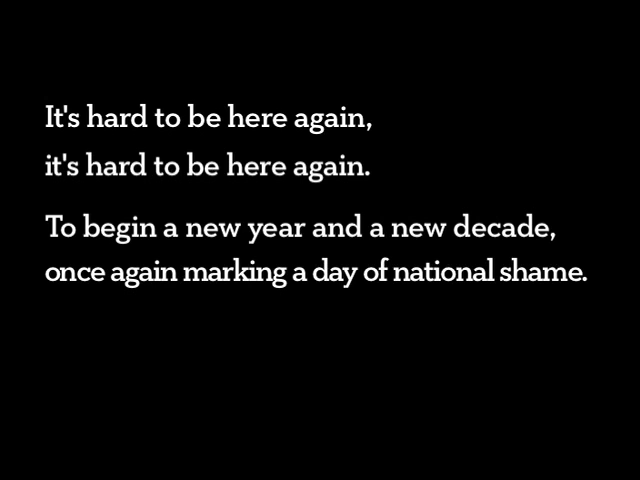 It's hard to be here again,
it's hard to be here again.
To begin a new year and a new decade,
once again marking a day of national shame.